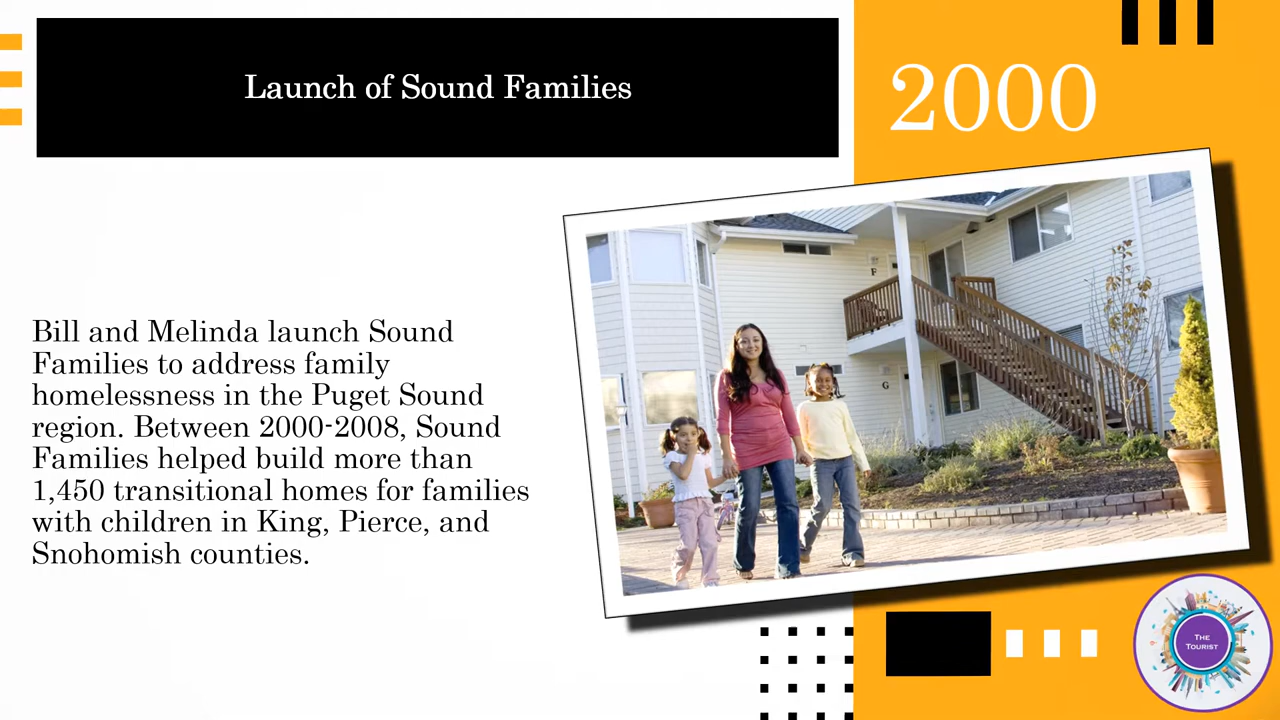 Launch of Sound Families
2000
Bill and Melinda launch Sound
Families to address family
homelessness in the Puget Sound
region. Between 2000-2008, Sound
Families helped build more than
1,450 transitional homes for families
with children in King, Pierce, and
Snohomish counties.
F
G
THE
TOURIST